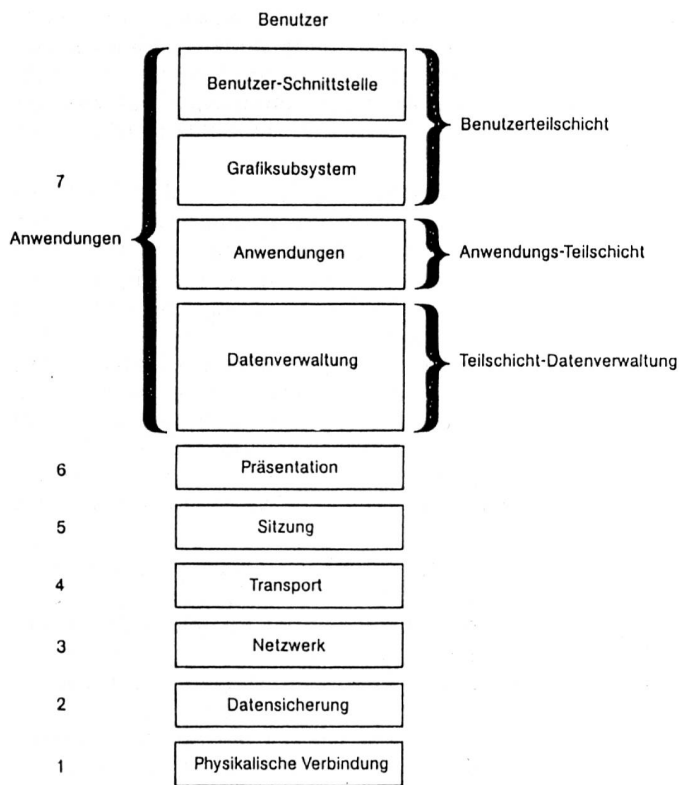 Benutzer
Benutzer-Schnittstelle
Benutzerteilschicht
Grafiksubsystem
7
Anwendungen
Anwendungen
Anwendungs-Teilschicht
Datenverwaltung
Teilschicht-Datenverwaltung
6
Präsentation
5
Sitzung
4
Transport
3
Netzwerk
2
Datensicherung
1
Physikalische Verbindung